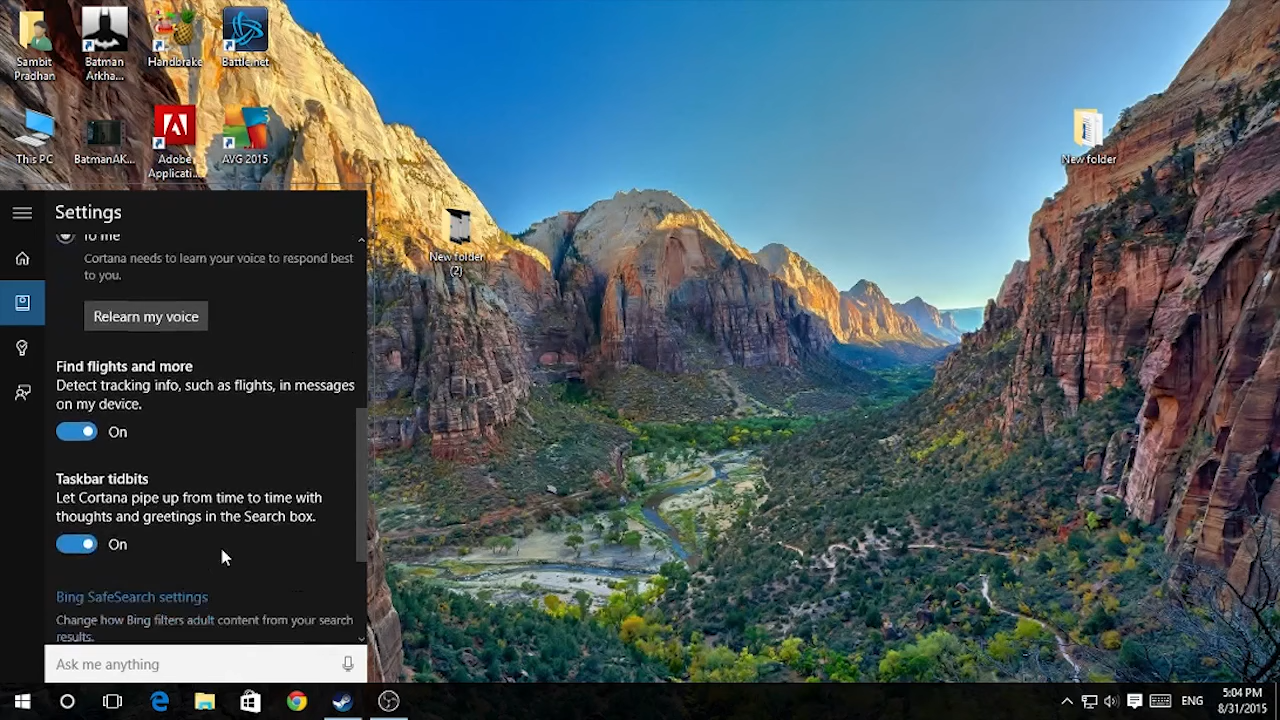 Sambit
Pradhan
Batman
Arkha...
Handbrake
Battle.net
This PC
BatmanAK...
Adobe
Applicati...
AVG 2015
New folder
New folder
(2)
Settings
To me
Cortana needs to learn your voice to respond best
to you.
Relearn my voice
Find flights and more
Detect tracking info, such as flights, in messages
on my device.
On
Taskbar tidbits
Let Cortana pipe up from time to time with
thoughts and greetings in the Search box.
On
Bing SafeSearch settings
Change how Bing filters adult content from your search
results.
Ask me anything
ENG
5:04 PM
8/31/2015